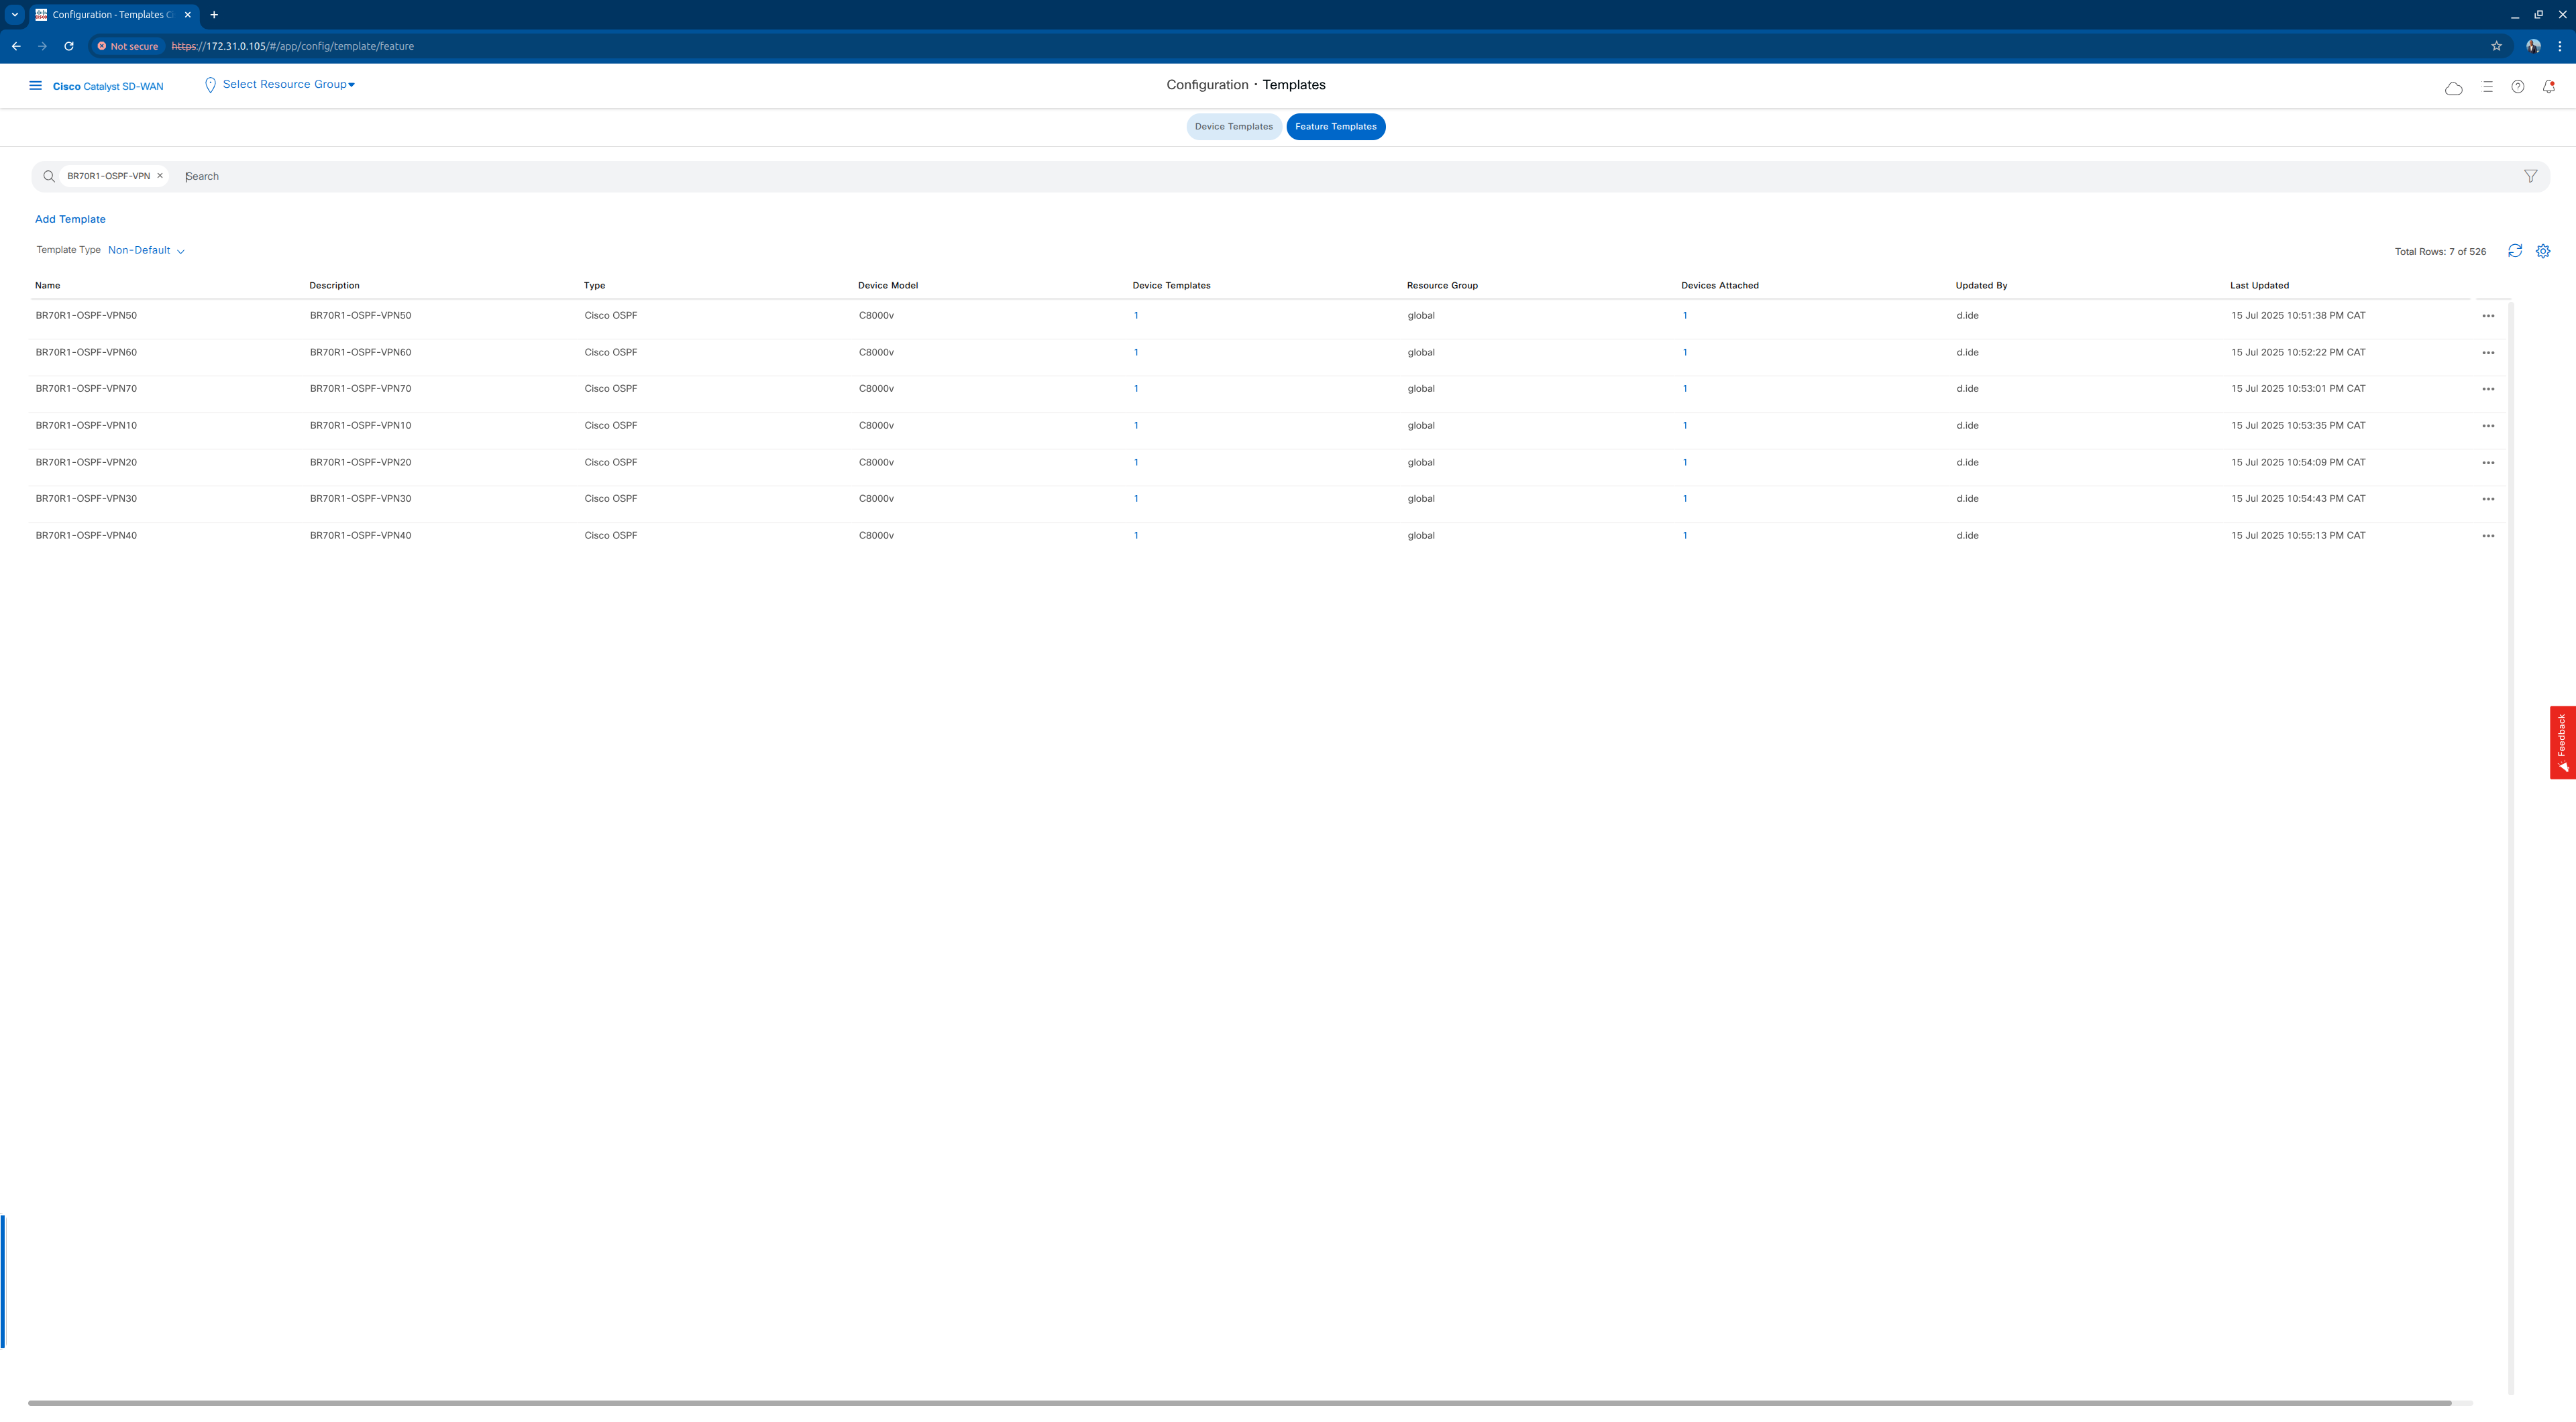 Configuration - Templates C
Not secure https://172.31.0.105/#/app/config/template/feature
Cisco Catalyst SD-WAN Select Resource Group Configuration · Templates
Device Templates Feature Templates
BR70R1-OSPF-VPN × Search
Add Template
Template Type Non-Default Total Rows: 7 of 526
Name Description Type Device Model Device Templates Resource Group Devices Attached Updated By Last Updated
BR70R1-OSPF-VPN50 BR70R1-OSPF-VPN50 Cisco OSPF C8000v 1 global 1 d.ide 15 Jul 2025 10:51:38 PM CAT
BR70R1-OSPF-VPN60 BR70R1-OSPF-VPN60 Cisco OSPF C8000v 1 global 1 d.ide 15 Jul 2025 10:52:22 PM CAT
BR70R1-OSPF-VPN70 BR70R1-OSPF-VPN70 Cisco OSPF C8000v 1 global 1 d.ide 15 Jul 2025 10:53:01 PM CAT
BR70R1-OSPF-VPN10 BR70R1-OSPF-VPN10 Cisco OSPF C8000v 1 global 1 d.ide 15 Jul 2025 10:53:35 PM CAT
BR70R1-OSPF-VPN20 BR70R1-OSPF-VPN20 Cisco OSPF C8000v 1 global 1 d.ide 15 Jul 2025 10:54:09 PM CAT
BR70R1-OSPF-VPN30 BR70R1-OSPF-VPN30 Cisco OSPF C8000v 1 global 1 d.ide 15 Jul 2025 10:54:43 PM CAT
BR70R1-OSPF-VPN40 BR70R1-OSPF-VPN40 Cisco OSPF C8000v 1 global 1 d.ide 15 Jul 2025 10:55:13 PM CAT
Feedback